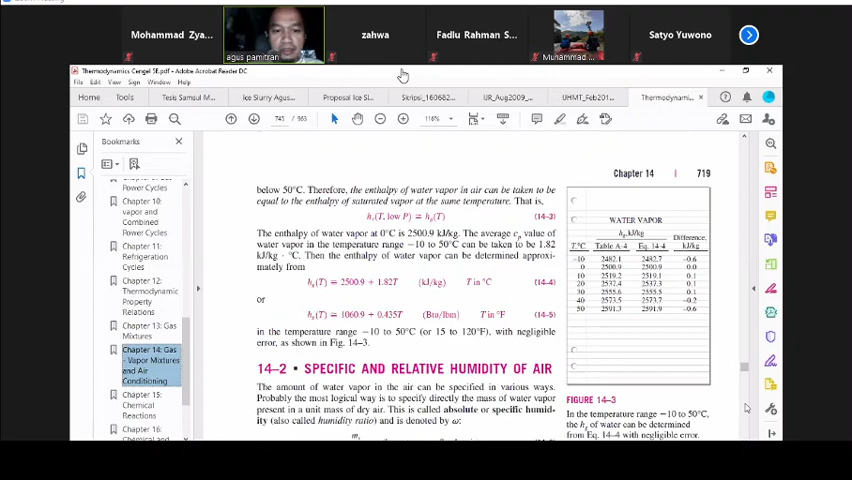 Mohammad Zya...
agus pamitran
zahwa
Fadlu Rahman S...
Muhammad ...
Satyo Yuwono
Thermodynamics Cengel 5E.pdf - Adobe Acrobat Reader DC
File Edit View Sign Window Help
Home Tools Tesis Samsul M... Ice Slurry Agus... Proposal Ice Sl... Skripsi_160682... IJR_Aug2009_... IJHMT_Feb201... Thermodynami...
745 / 963 116%
Bookmarks
Power Cycles
Chapter 10: vapor and Combined Power Cycles
Chapter 11: Refrigeration Cycles
Chapter 12: Thermodynamic Property Relations
Chapter 13: Gas Mixtures
Chapter 14: Gas - Vapor Mixtures and Air Conditioning
Chapter 15: Chemical Reactions
Chapter 16: Chemical and
Chapter 14 | 719
below 50°C. Therefore, the enthalpy of water vapor in air can be taken to be
equal to the enthalpy of saturated vapor at the same temperature. That is,
hᵥ(T, low P) ≅ h_g(T) (14–3)
The enthalpy of water vapor at 0°C is 2500.9 kJ/kg. The average c_p value of
water vapor in the temperature range −10 to 50°C can be taken to be 1.82
kJ/kg · °C. Then the enthalpy of water vapor can be determined approxi-
mately from
h_g(T) ≅ 2500.9 + 1.82T (kJ/kg) T in °C (14–4)
or
h_g(T) ≅ 1060.9 + 0.435T (Btu/lbm) T in °F (14–5)
in the temperature range −10 to 50°C (or 15 to 120°F), with negligible
error, as shown in Fig. 14–3.
14–2 ▪ SPECIFIC AND RELATIVE HUMIDITY OF AIR
The amount of water vapor in the air can be specified in various ways.
Probably the most logical way is to specify directly the mass of water vapor
present in a unit mass of dry air. This is called absolute or specific humid-
ity (also called humidity ratio) and is denoted by ω:
WATER VAPOR
h_g, kJ/kg
T, °C Table A-4 Eq. 14-4 Difference, kJ/kg
−10 2482.1 2482.7 −0.6
0 2500.9 2500.9 0.0
10 2519.2 2519.1 0.1
20 2537.4 2537.3 0.1
30 2555.6 2555.5 0.1
40 2573.5 2573.7 −0.2
50 2591.3 2591.9 −0.6
FIGURE 14–3
In the temperature range −10 to 50°C,
the h_g of water can be determined
from Eq. 14–4 with negligible error.